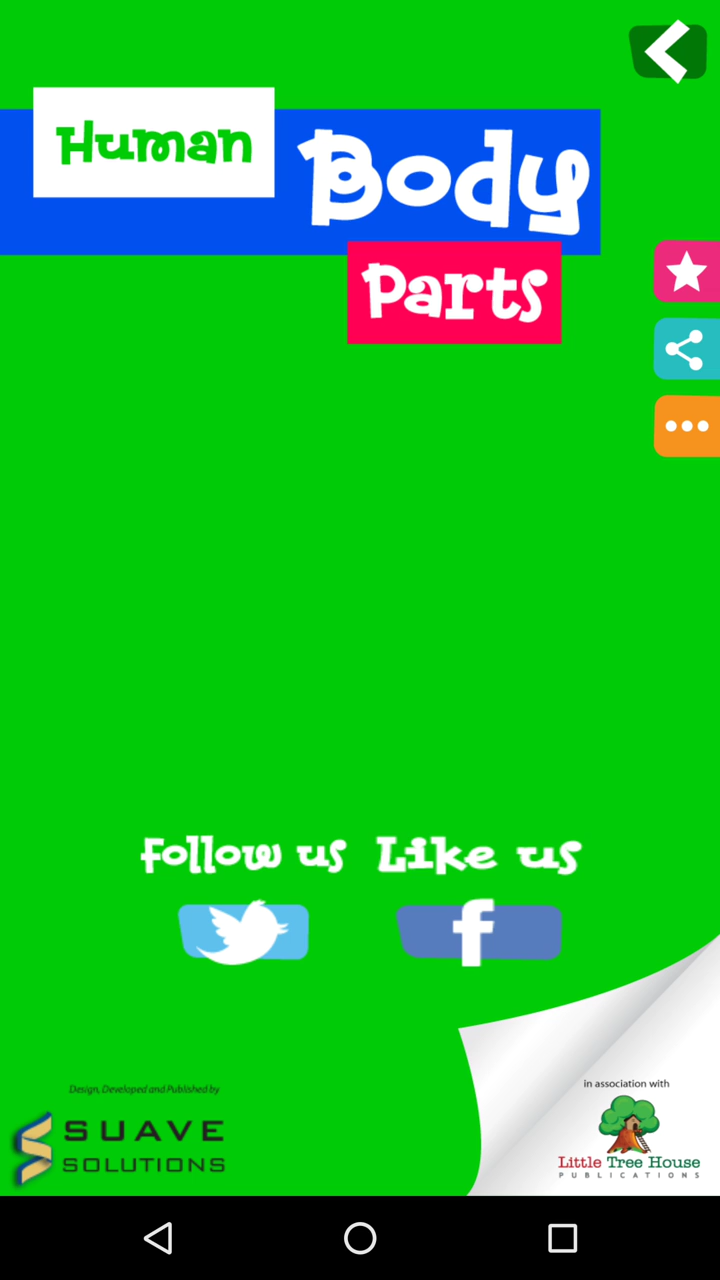 Human
Body
Parts
Follow us Like us
Design, Developed and Published by
SUAVE
SOLUTIONS
in association with
Little Tree House
PUBLICATIONS